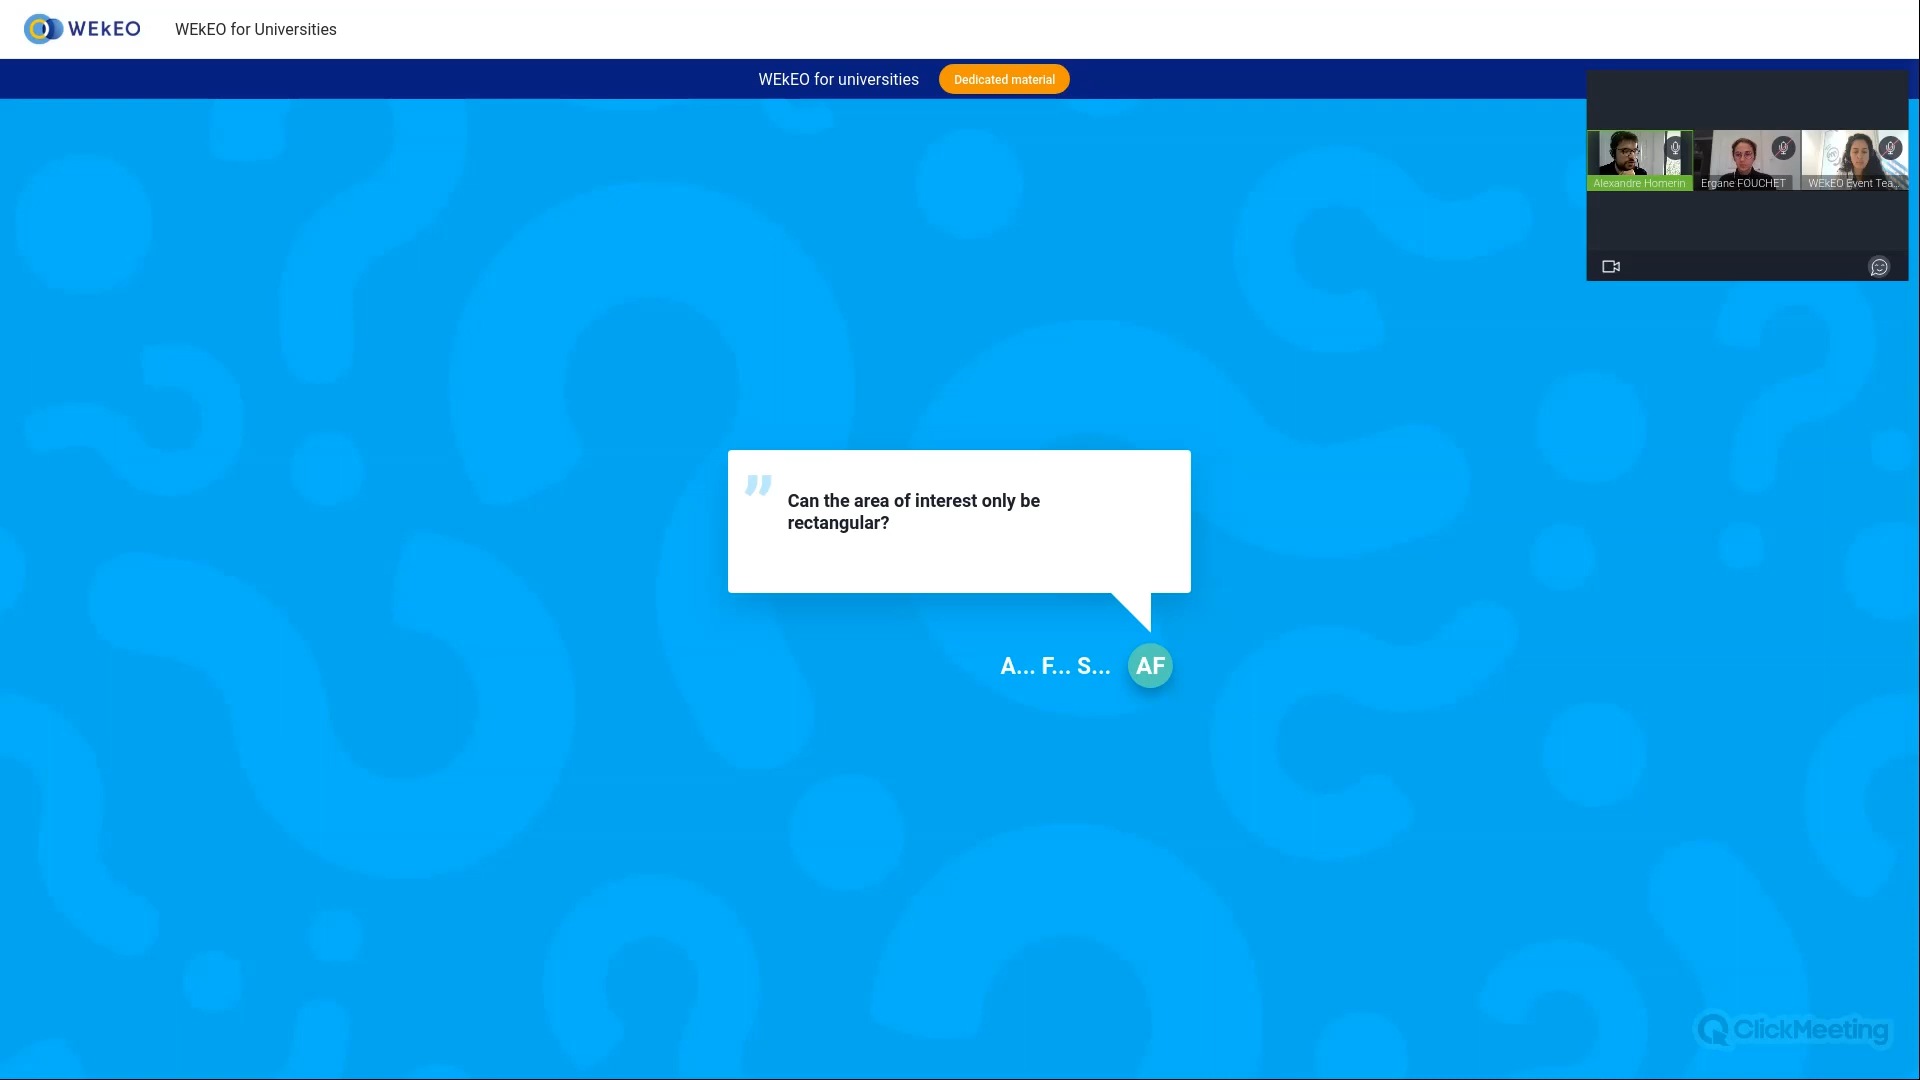 WEkEO
WEkEO for Universities
WEkEO for universities
Dedicated material
Alexandre Homerin
Ergane FOUCHET
WEkEO Event Tea...
Can the area of interest only be
rectangular?
A... F... S...
AF
ClickMeeting